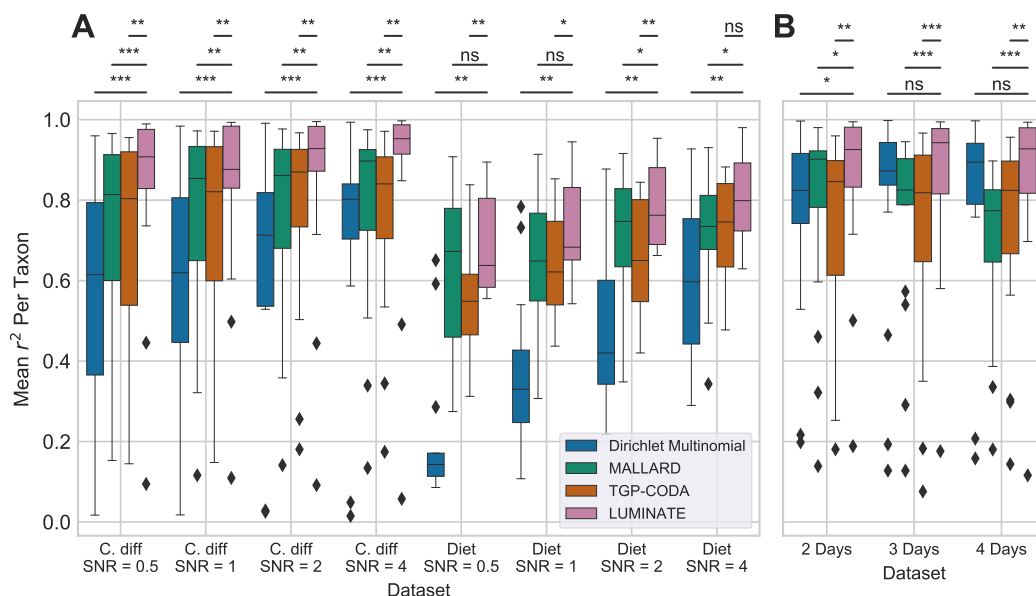 A
B
** ** ** ** ** * ** ns ** *** **
*** ** ** ** ns ns * * * *** ***
*** *** *** *** ** ** ** ** * ns ns
1.0
0.8
0.6
0.4
0.2
0.0
Mean r² Per Taxon
Dirichlet Multinomial
MALLARD
TGP-CODA
LUMINATE
C. diff C. diff C. diff C. diff Diet Diet Diet Diet 2 Days 3 Days 4 Days
SNR = 0.5 SNR = 1 SNR = 2 SNR = 4 SNR = 0.5 SNR = 1 SNR = 2 SNR = 4
Dataset
Dataset